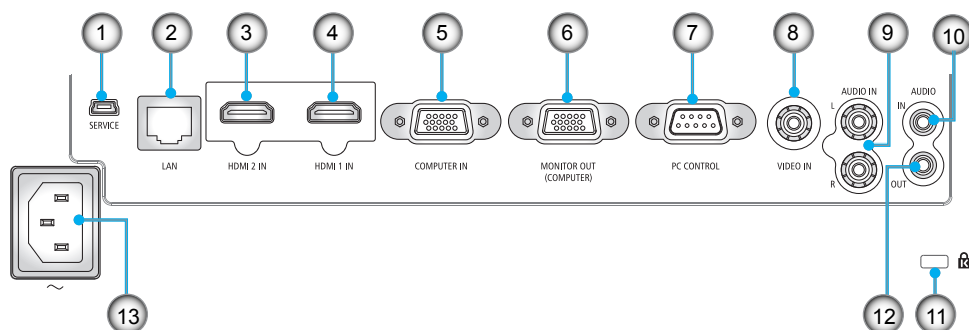 1 2 3 4 5 6 7 8 9 10
SERVICE
LAN
HDMI 2 IN
HDMI 1 IN
COMPUTER IN
MONITOR OUT
(COMPUTER)
PC CONTROL
VIDEO IN
AUDIO IN
L
R
AUDIO
IN
OUT
K
13 12 11